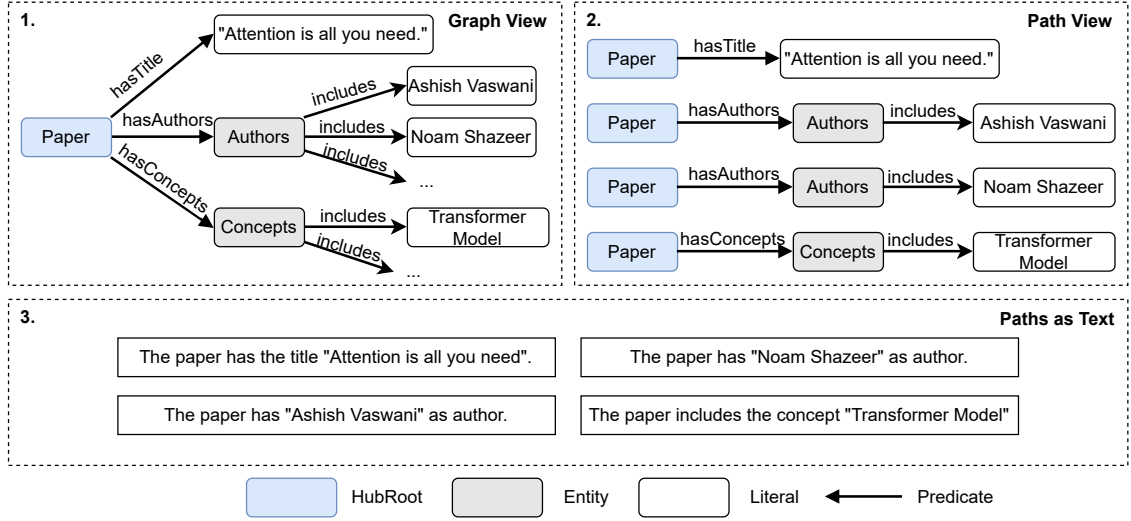 1.
Graph View
"Attention is all you need."
hasTitle
Paper
hasAuthors
Authors
includes
Ashish Vaswani
includes
Noam Shazeer
includes
...
hasConcepts
Concepts
includes
Transformer
Model
includes
...
2.
Path View
Paper
hasTitle
"Attention is all you need."
Paper
hasAuthors
Authors
includes
Ashish Vaswani
Paper
hasAuthors
Authors
includes
Noam Shazeer
Paper
hasConcepts
Concepts
includes
Transformer
Model
3.
Paths as Text
The paper has the title "Attention is all you need".
The paper has "Noam Shazeer" as author.
The paper has "Ashish Vaswani" as author.
The paper includes the concept "Transformer Model"
HubRoot
Entity
Literal
Predicate